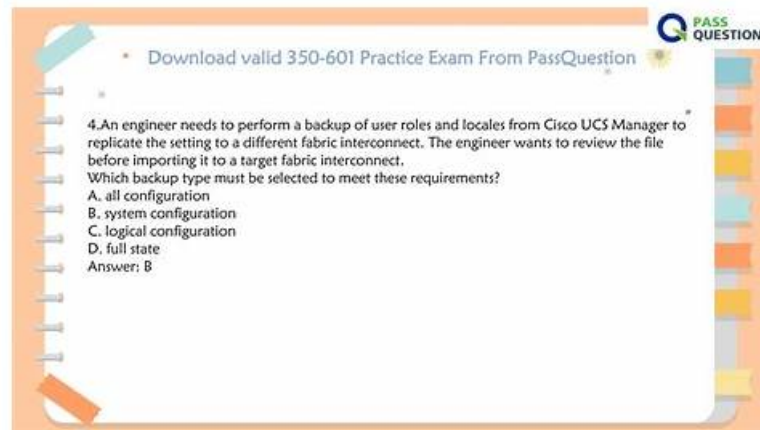 PASS
QUESTION
• Download valid 350-601 Practice Exam From PassQuestion
4.An engineer needs to perform a backup of user roles and locales from Cisco UCS Manager to
replicate the setting to a different fabric interconnect. The engineer wants to review the file
before importing it to a target fabric interconnect.
Which backup type must be selected to meet these requirements?
A. all configuration
B. system configuration
C. logical configuration
D. full state
Answer: B